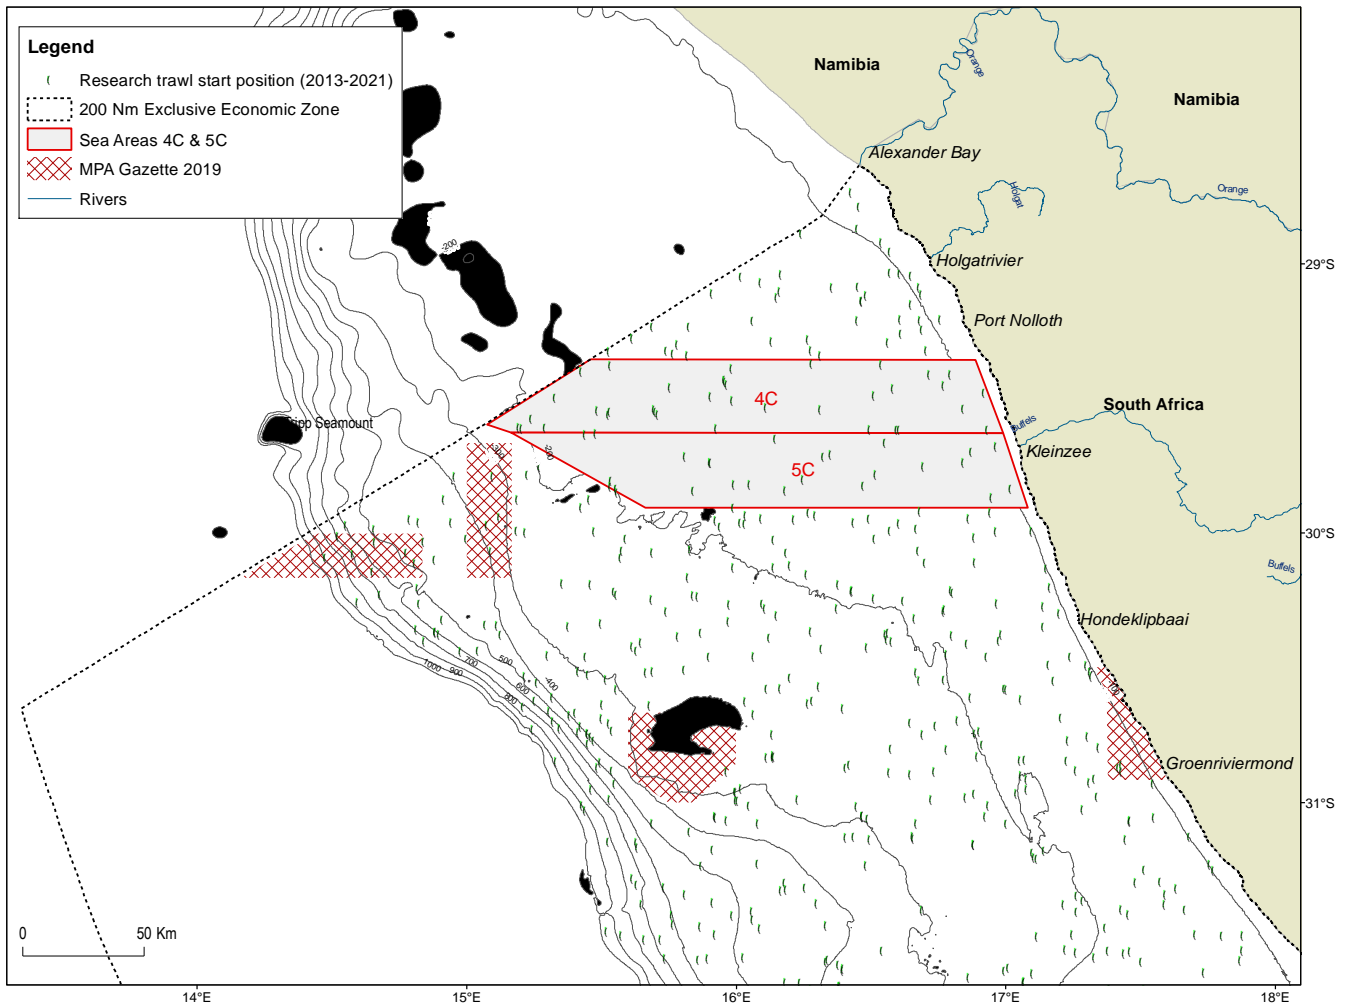 Legend
Research trawl start position (2013-2021)
200 Nm Exclusive Economic Zone
Sea Areas 4C & 5C
MPA Gazette 2019
Rivers
Namibia
Namibia
Orange
Alexander Bay
Orange
Holgat
Holgatrivier
29°S
-200
Port Nolloth
4C
South Africa
Tripp Seamount
Buffels
Kleinzee
5C
-200
30°S
Buffels
Hondeklipbaai
500
700
1000
900
-400
600
800
Groenriviermond
31°S
0
50 Km
14°E
15°E
16°E
17°E
18°E